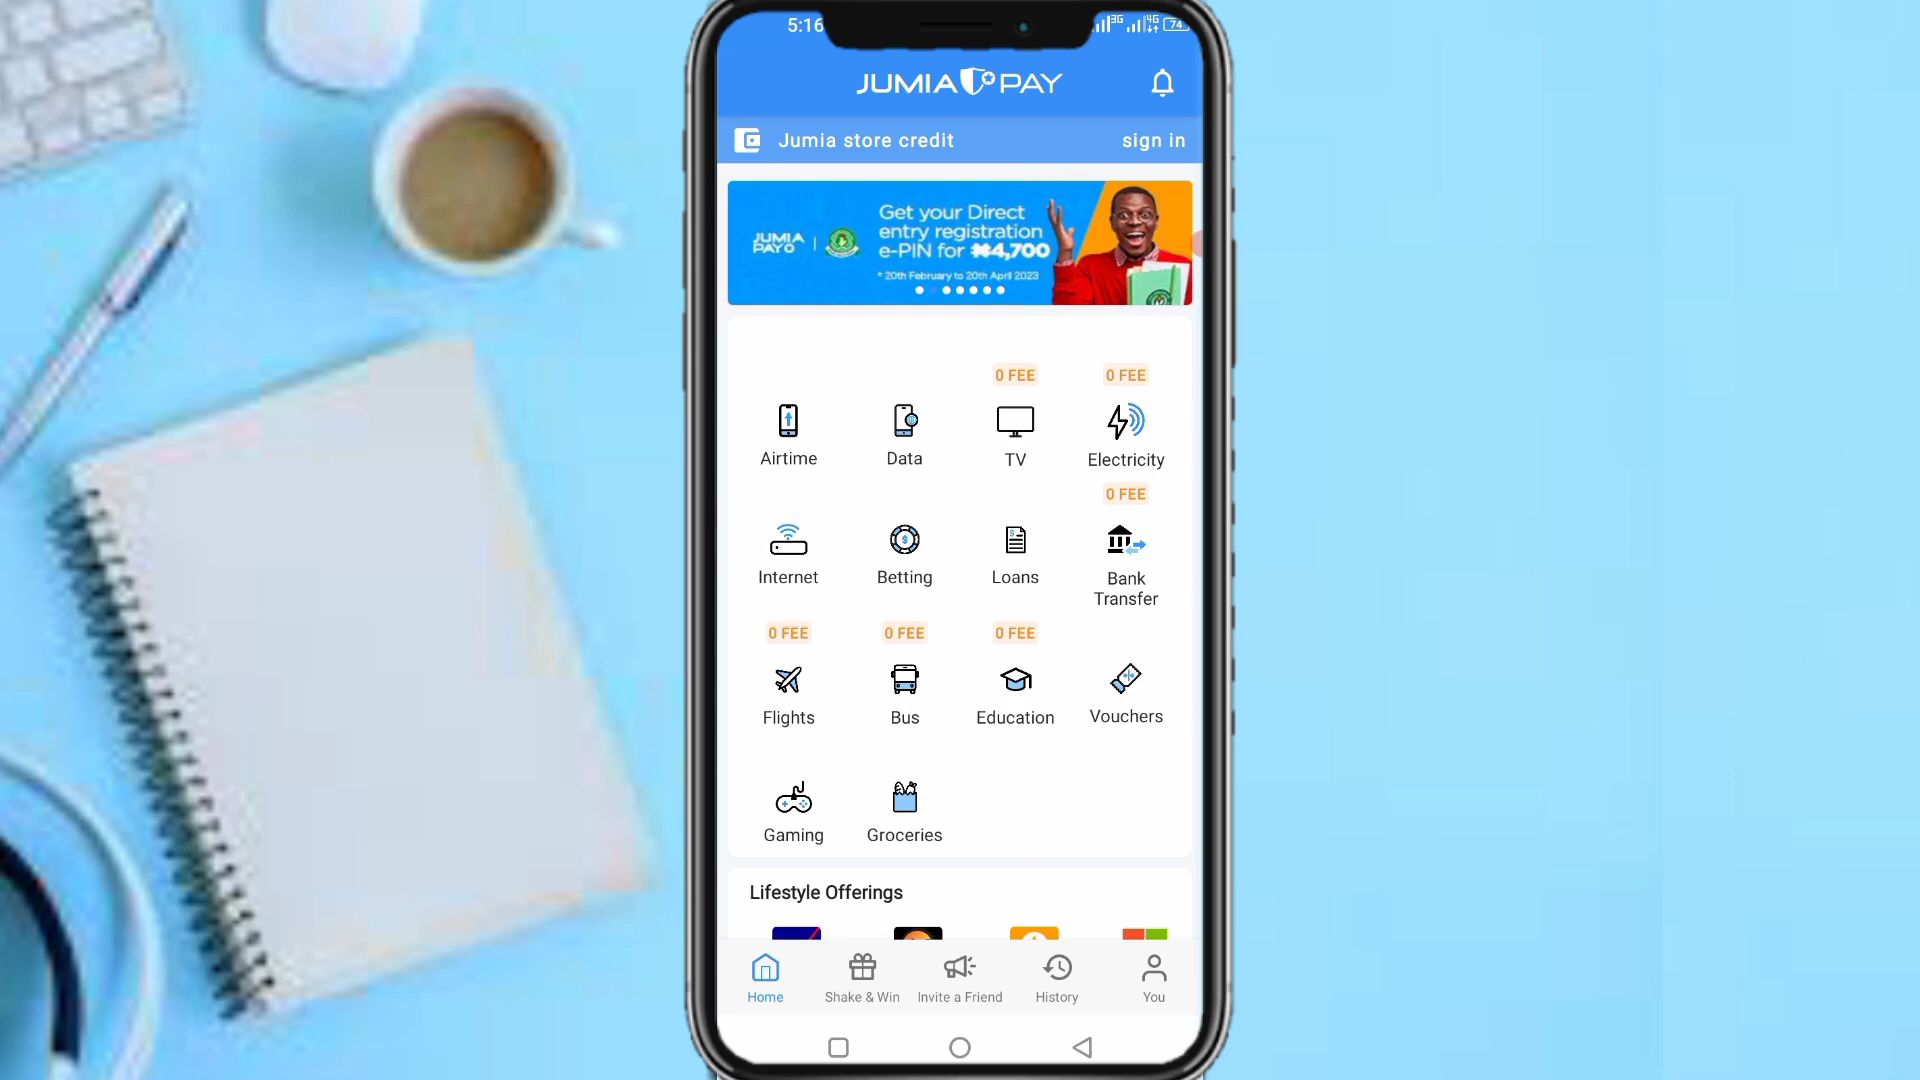 5:16
3G 4G 74
JUMIA PAY
Jumia store credit sign in
JUMIA
PAY
Get your Direct
entry registration
e-PIN for ₦4,700
* 20th February to 20th April 2023
0 FEE 0 FEE
Airtime Data TV Electricity
0 FEE
Internet Betting Loans Bank
Transfer
0 FEE 0 FEE 0 FEE
Flights Bus Education Vouchers
Gaming Groceries
Lifestyle Offerings
Home Shake & Win Invite a Friend History You